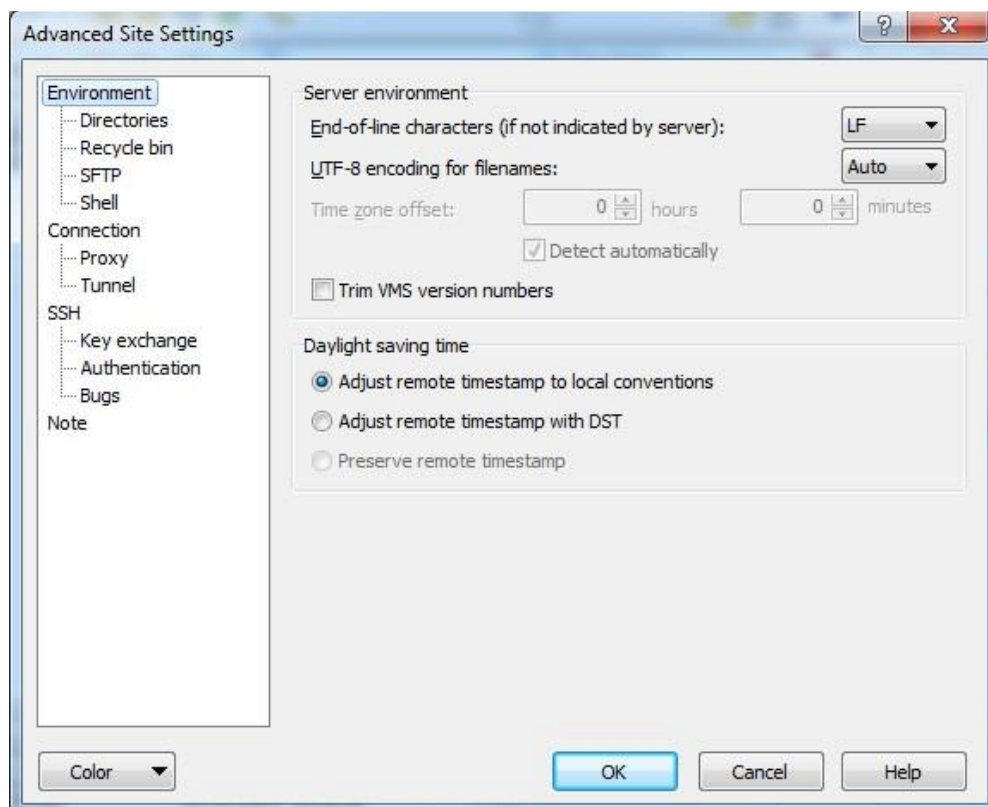 Advanced Site Settings
?
X
Environment
Directories
Recycle bin
SFTP
Shell
Connection
Proxy
Tunnel
SSH
Key exchange
Authentication
Bugs
Note
Server environment
End-of-line characters (if not indicated by server): LF
UTF-8 encoding for filenames: Auto
Time zone offset: 0 hours 0 minutes
Detect automatically
Trim VMS version numbers
Daylight saving time
Adjust remote timestamp to local conventions
Adjust remote timestamp with DST
Preserve remote timestamp
Color OK Cancel Help